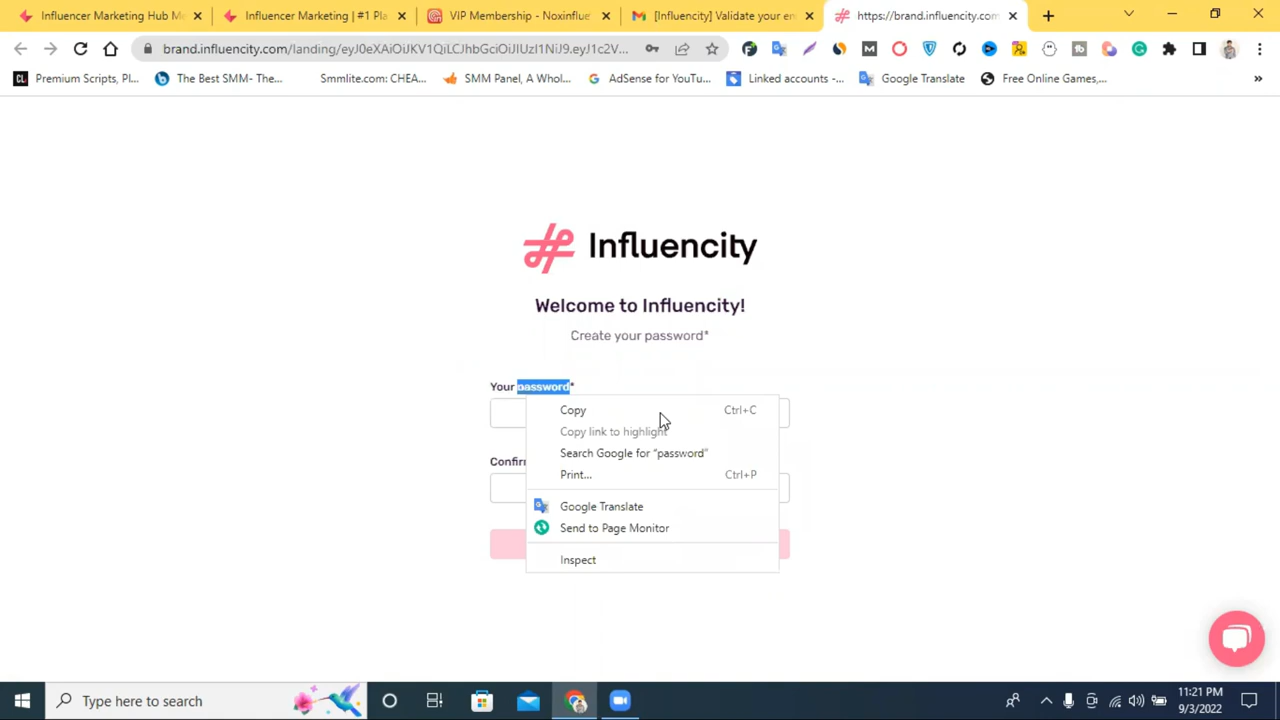 Influencer Marketing Hub M
Influencer Marketing | #1 Pla
VIP Membership - Noxinflue
[Influencity] Validate your en
https://brand.influencity.com
brand.influencity.com/landing/eyJ0eXAiOiJKV1QiLCJhbGciOiJIUzI1NiJ9.eyJ1c2V...
CL Premium Scripts, Pl...
The Best SMM- The...
Smmlite.com: CHEA...
SMM Panel, A Whol...
AdSense for YouTu...
Linked accounts -...
Google Translate
Free Online Games,...
Influencity
Welcome to Influencity!
Create your password*
Your password*
Copy Ctrl+C
Copy link to highlight
Search Google for “password”
Confirm
Print... Ctrl+P
Google Translate
Send to Page Monitor
Inspect
Type here to search
11:21 PM
9/3/2022